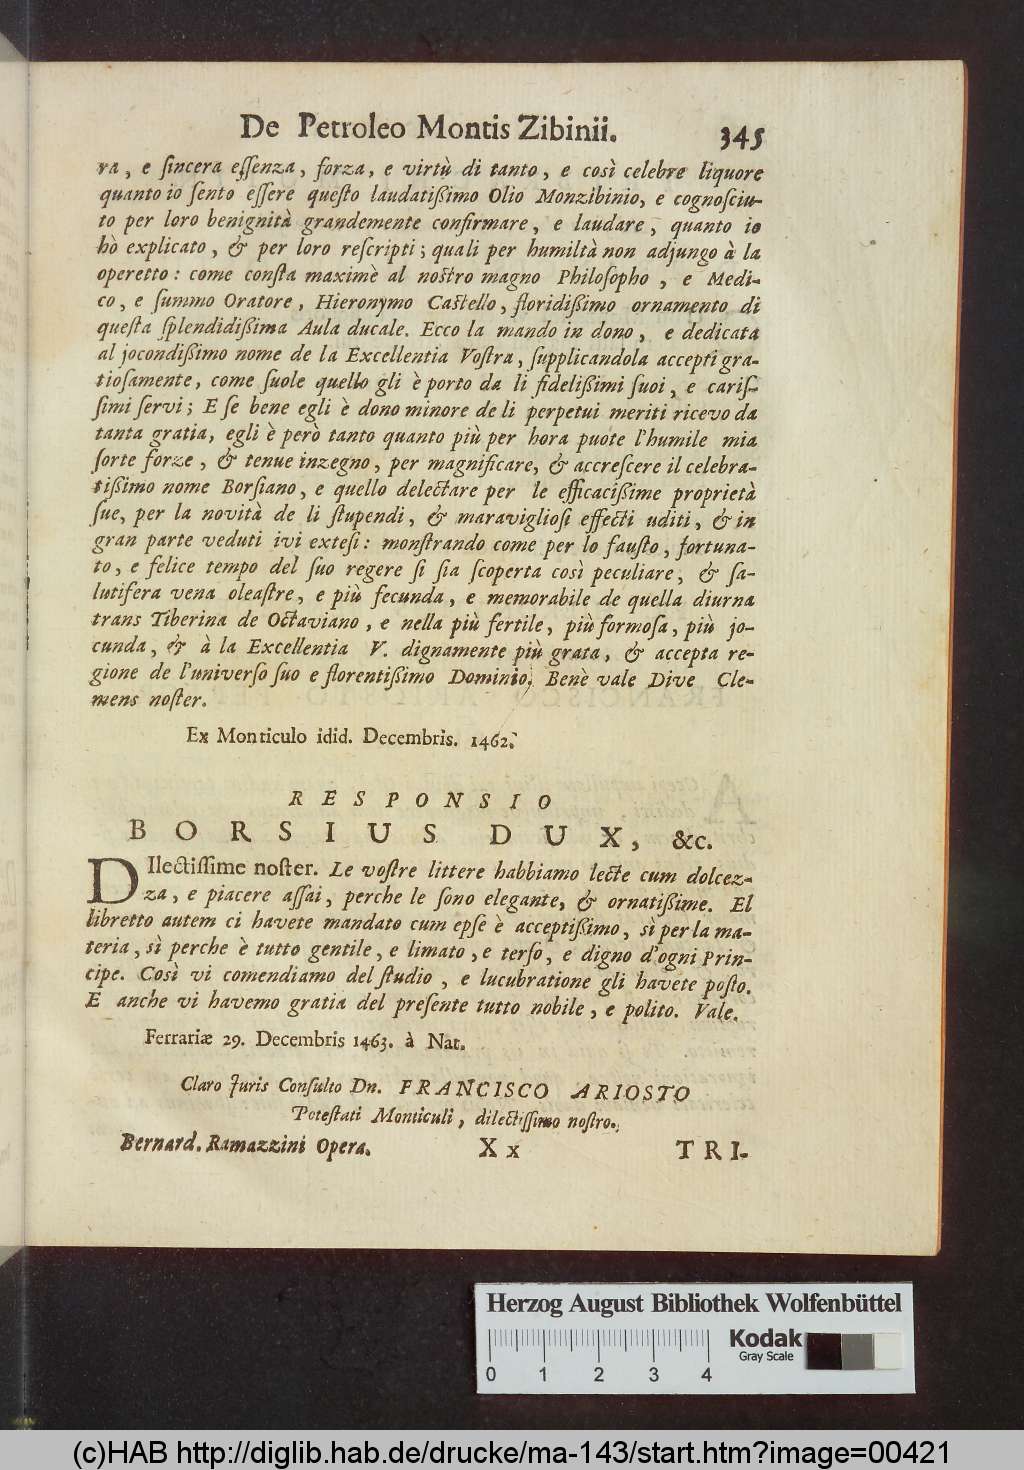 De Petroleo Montis Zibinii. 345
ra, e ſincera eſſenza, forza, e virtù di tanto, e così celebre liquore
quanto io ſento eſſere queſto laudatißimo Olio Monzibinio, e cognoſciu-
to per loro benignità grandemente confirmare, e laudare, quanto io
hò explicato, & per loro reſcripti; quali per humiltà non adjungo à la
operetto: come conſta maximè al noſtro magno Philoſopho, e Medi-
co, e ſummo Oratore, Hieronymo Caſtello, floridißimo ornamento di
queſta ſplendidißima Aula ducale. Ecco la mando in dono, e dedicata
al jocondißimo nome de la Excellentia Voſtra, ſupplicandola accepti gra-
tioſamente, come ſuole quello gli è porto da li fidelißimi ſuoi, e cariſ-
ſimi ſervi; E ſe bene egli è dono minore de li perpetui meriti ricevo da
tanta gratia, egli è però tanto quanto più per hora puote l'humile mia
ſorte forze, & tenue inzegno, per magnificare, & accreſcere il celebra-
tißimo nome Borſiano, e quello delectare per le efficacißime proprietà
ſue, per la novità de li ſtupendi, & maraviglioſi effecti uditi, & in
gran parte veduti ivi exteſi: monſtrando come per lo fauſto, fortuna-
to, e felice tempo del ſuo regere ſi ſia ſcoperta così peculiare, & ſa-
lutifera vena oleaſtre, e più fecunda, e memorabile de quella diurna
trans Tiberina de Octaviano, e nella più fertile, più formoſa, più jo-
cunda, & à la Excellentia V. dignamente più grata, & accepta re-
gione de l'univerſo ſuo e florentißimo Dominio. Benè vale Dive Cle-
mens noſter.
Ex Monticulo idid. Decembris. 1462.
RESPONSIO
BORSIUS DUX, &c.
DIlectiſſime noſter. Le voſtre littere habbiamo lecte cum dolcez-
za, e piacere aſſai, perche le ſono elegante, & ornatißime. El
libretto autem ci havete mandato cum epſe è acceptißimo, sì per la ma-
teria, sì perche è tutto gentile, e limato, e terſo, e digno d'ogni Prin-
cipe. Così vi comendiamo del ſtudio, e lucubratione gli havete poſto.
E anche vi havemo gratia del preſente tutto nobile, e polito. Vale.
Ferrariæ 29. Decembris 1463. à Nat.
Claro Juris Conſulto Dn. FRANCISCO ARIOSTO
Poteſtati Monticuli, dilectiſſimo noſtro.
Bernard. Ramazzini Opera. Xx TRI-
Herzog August Bibliothek Wolfenbüttel
Kodak
Gray Scale
0 1 2 3 4
(c)HAB http://diglib.hab.de/drucke/ma-143/start.htm?image=00421